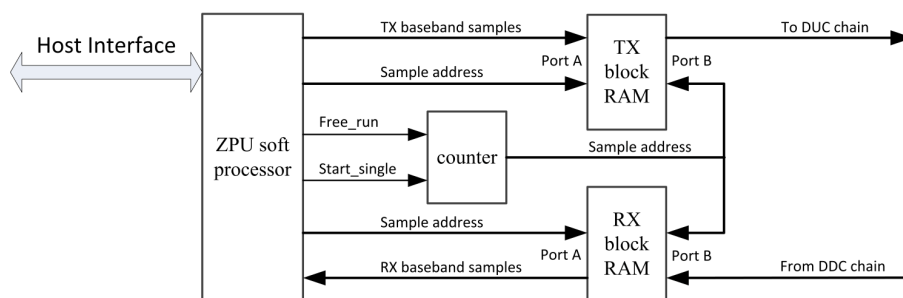 Host Interface
ZPU soft
processor
TX baseband samples
Sample address
Free_run
Start_single
Sample address
RX baseband samples
counter
Sample address
Port A
TX
block
RAM
Port B
To DUC chain
Port A
RX
block
RAM
Port B
From DDC chain